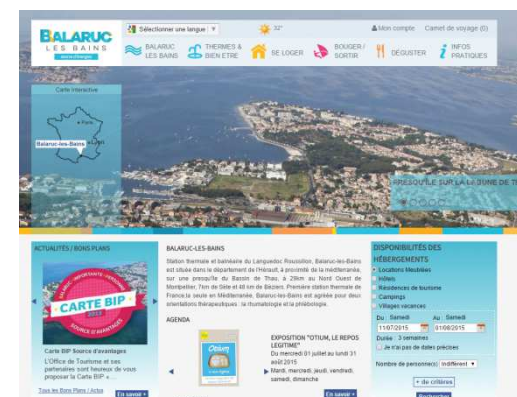 BALARUC
LES BAINS
Sélectionner une langue
32°
Mon compte
Carnet de voyage (0)
BALARUC
LES BAINS
THERMES &
BIEN ETRE
SE LOGER
BOUGER /
SORTIR
DÉGUSTER
INFOS
PRATIQUES
Carte Interactive
Paris
Balaruc-les-Bains
PRESQU'ILE SUR LA LAGUNE DE T
ACTUALITÉS / BONS PLANS
IMPORTANTE
CARTE BIP
SOURCE D'AVANTAGES
Carte BIP Source d'avantages
L'Office de Tourisme et ses
partenaires sont heureux de vous
proposer la Carte BIP « ...
Tous les Bons Plans / Actus
En savoir +
BALARUC-LES-BAINS
Station thermale et balnéaire du Languedoc Roussillon, Balaruc-les-Bains
est située dans le département de l'Hérault, à proximité de la méditerranée,
sur une presqu'île du Bassin de Thau, à 29km au Nord Ouest de
Montpellier, 7km de Sète et 48 km de Béziers. Première station thermale de
France,la seule en Méditerranée, Balaruc-les-Bains est agréée pour deux
orientations thérapeutiques : la rhumatologie et la phlébologie.
AGENDA
Otium
EXPOSITION "OTIUM, LE REPOS
LEGITIME"
Du mercredi 01 juillet au lundi 31
août 2015
Mardi, mercredi, jeudi, vendredi,
samedi, dimanche
En savoir +
DISPONIBILITÉS DES
HÉBERGEMENTS
Locations Meublées
Hôtels
Résidences de tourisme
Campings
Villages vacances
Du : Samedi
Au : Samedi
11/07/2015
01/08/2015
Durée : 3 semaines
Je n'ai pas de dates précises
Nombre de personne(s)
Indifférent
+ de critères
Rechercher